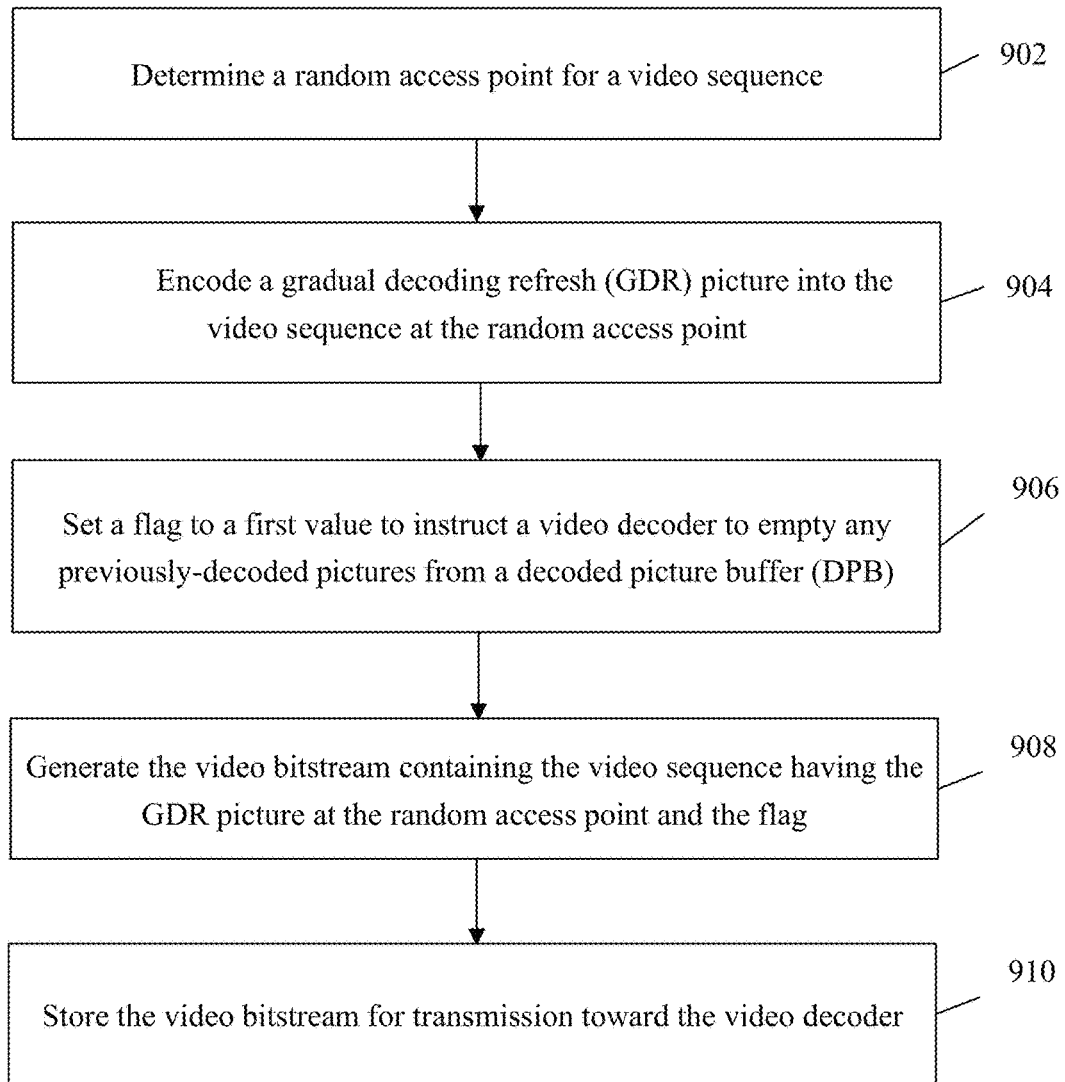 Determine a random access point for a video sequence
902
Encode a gradual decoding refresh (GDR) picture into the
video sequence at the random access point
904
Set a flag to a first value to instruct a video decoder to empty any
previously-decoded pictures from a decoded picture buffer (DPB)
906
Generate the video bitstream containing the video sequence having the
GDR picture at the random access point and the flag
908
Store the video bitstream for transmission toward the video decoder
910